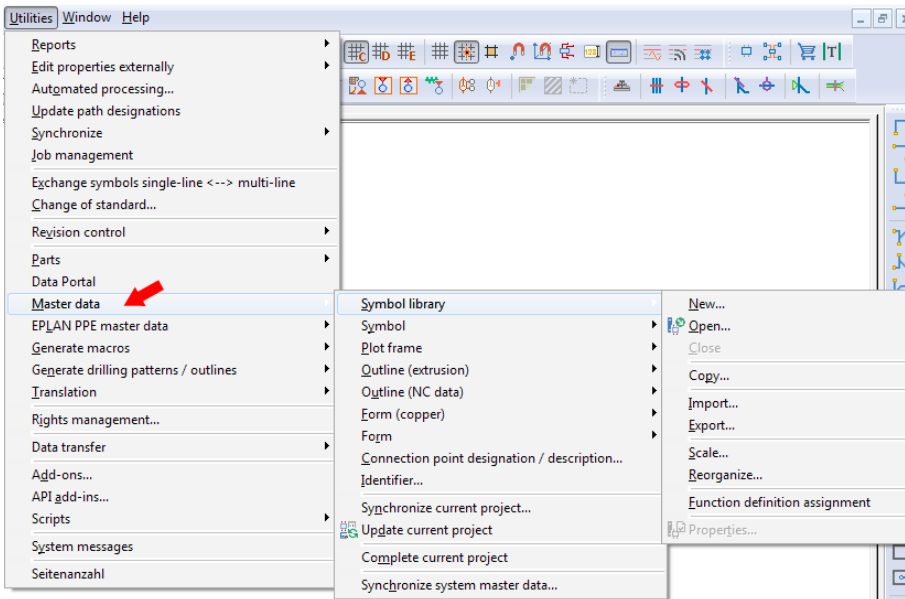 Utilities Window Help
Reports
Edit properties externally
Automated processing...
Update path designations
Synchronize
Job management
Exchange symbols single-line <--> multi-line
Change of standard...
Revision control
Parts
Data Portal
Master data
EPLAN PPE master data
Generate macros
Generate drilling patterns / outlines
Translation
Rights management...
Data transfer
Add-ons...
API add-ins...
Scripts
System messages
Seitenanzahl
Symbol library
Symbol
Plot frame
Outline (extrusion)
Outline (NC data)
Form (copper)
Form
Connection point designation / description...
Identifier...
Synchronize current project...
Update current project
Complete current project
Synchronize system master data...
New...
Open...
Close
Copy...
Import...
Export...
Scale...
Reorganize...
Function definition assignment
Properties...